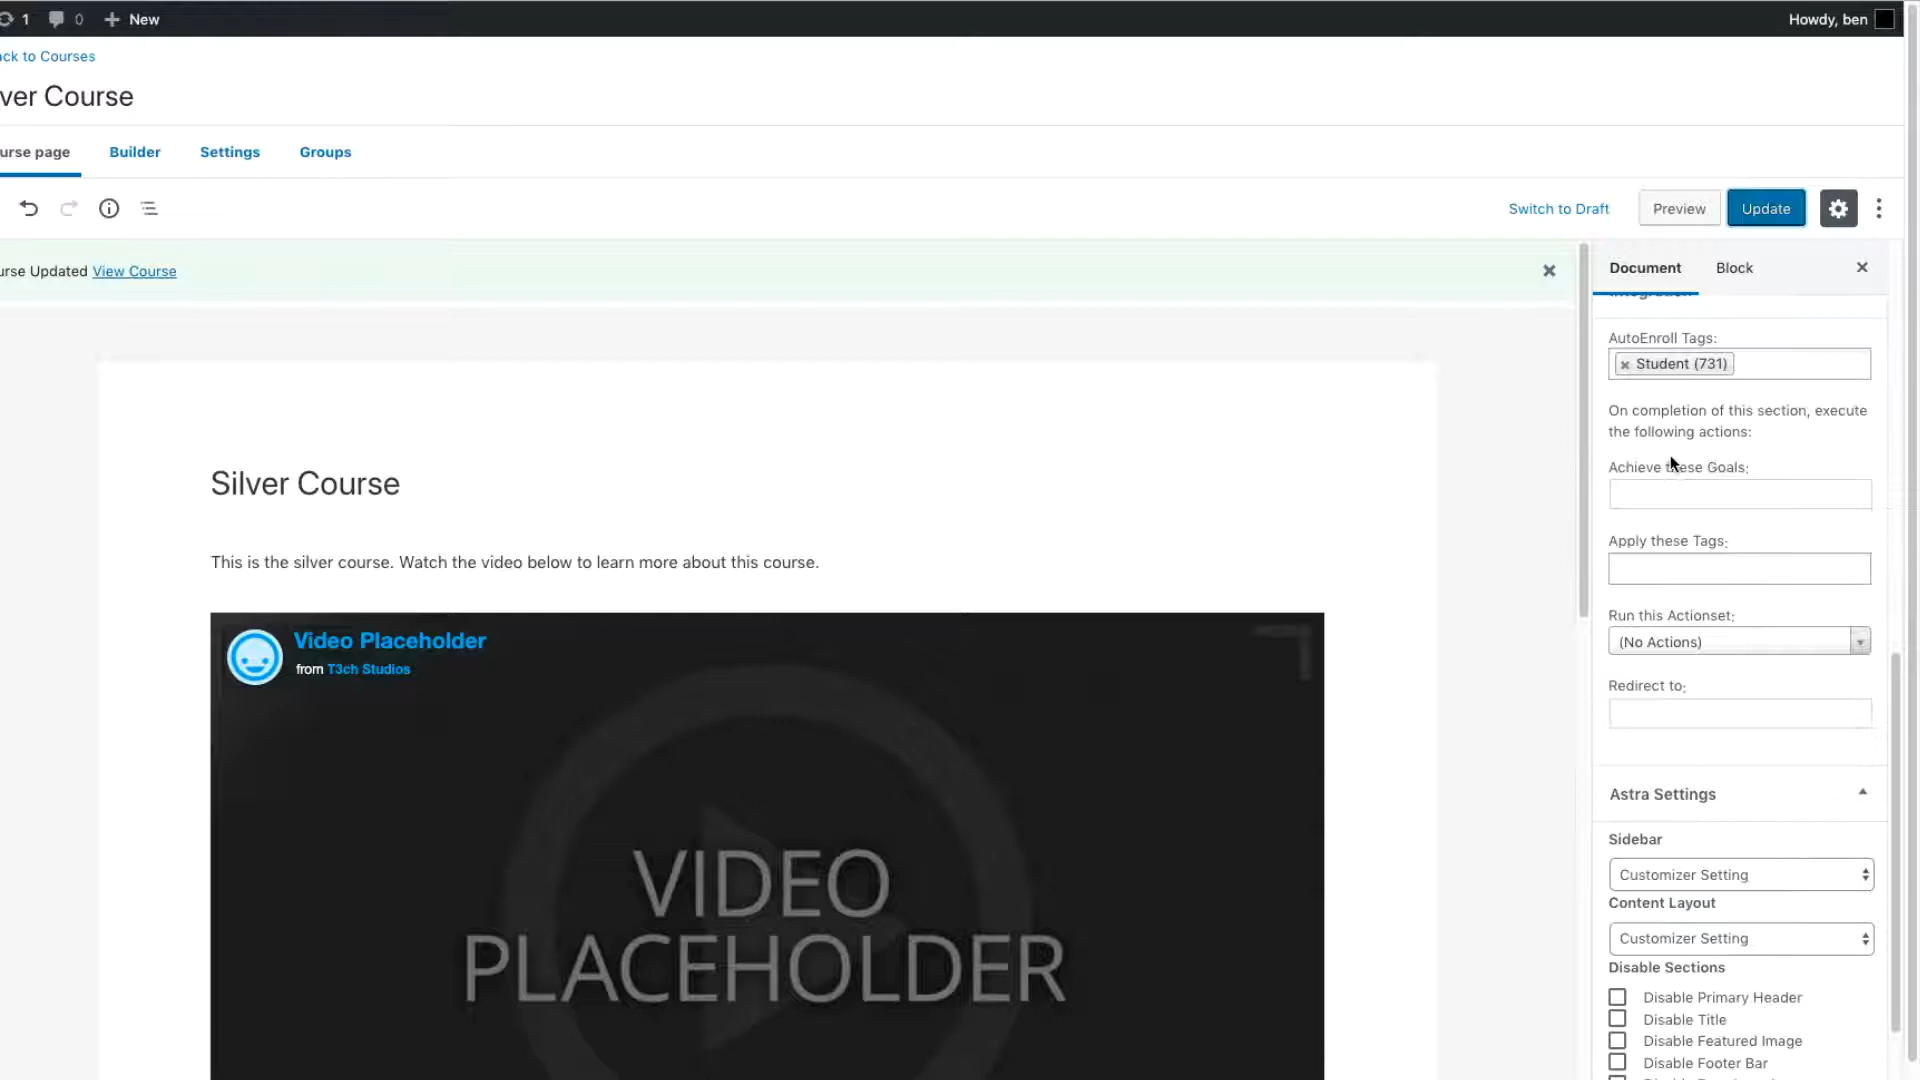 1 0 New Howdy, ben
ck to Courses
ver Course
urse page Builder Settings Groups
Switch to Draft Preview Update
urse Updated View Course
Document Block
AutoEnroll Tags:
× Student (731)
On completion of this section, execute
the following actions:
Achieve these Goals:
Apply these Tags:
Run this Actionset:
(No Actions)
Redirect to:
Astra Settings
Sidebar
Customizer Setting
Content Layout
Customizer Setting
Disable Sections
Disable Primary Header
Disable Title
Disable Featured Image
Disable Footer Bar
Silver Course
This is the silver course. Watch the video below to learn more about this course.
Video Placeholder
from T3ch Studios
VIDEO
PLACEHOLDER